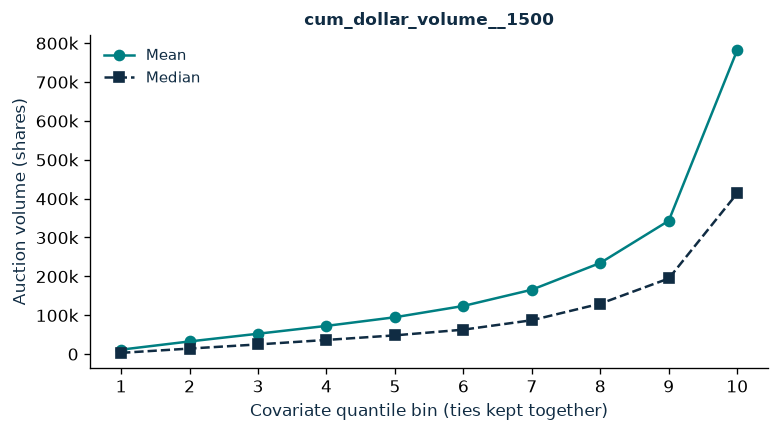 cum_dollar_volume__1500
Mean
Median
Auction volume (shares)
800k
700k
600k
500k
400k
300k
200k
100k
0
1 2 3 4 5 6 7 8 9 10
Covariate quantile bin (ties kept together)